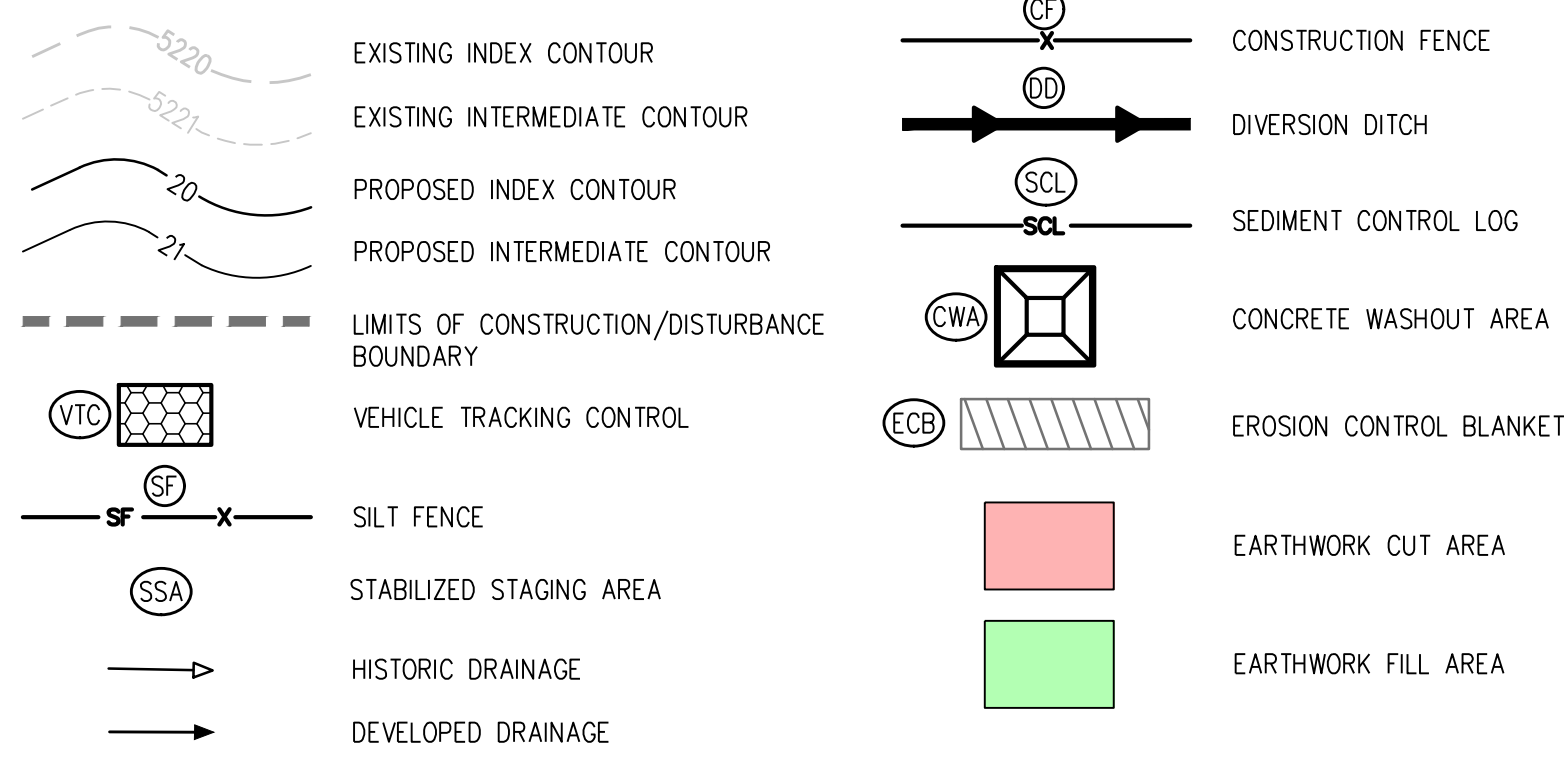 5220
EXISTING INDEX CONTOUR
5221
EXISTING INTERMEDIATE CONTOUR
20
PROPOSED INDEX CONTOUR
21
PROPOSED INTERMEDIATE CONTOUR
LIMITS OF CONSTRUCTION/DISTURBANCE
BOUNDARY
VTC
VEHICLE TRACKING CONTROL
SF
SF X
SILT FENCE
SSA
STABILIZED STAGING AREA
HISTORIC DRAINAGE
DEVELOPED DRAINAGE
CF
X
CONSTRUCTION FENCE
DD
DIVERSION DITCH
SCL
SCL
SEDIMENT CONTROL LOG
CWA
CONCRETE WASHOUT AREA
ECB
EROSION CONTROL BLANKET
EARTHWORK CUT AREA
EARTHWORK FILL AREA